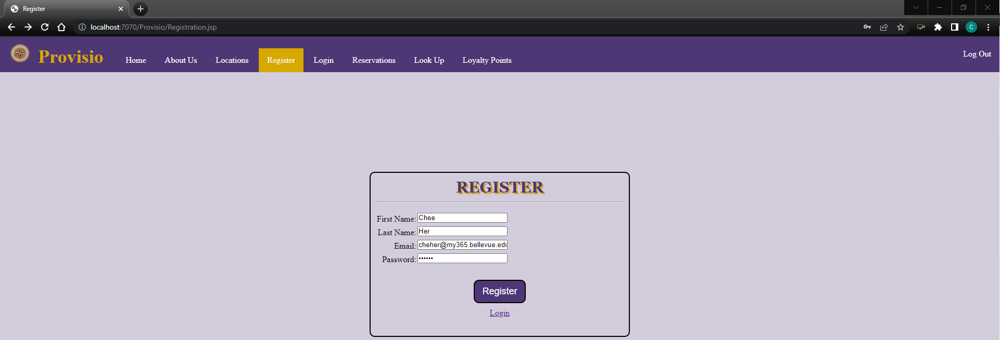 Register
localhost:7070/Provisio/Registration.jsp
C
Provisio Home About Us Locations Register Login Reservations Look Up Loyalty Points Log Out
REGISTER
First Name: Chee
Last Name: Her
Email: cheher@my365.bellevue.edu
Password: ••••••
Register
Login